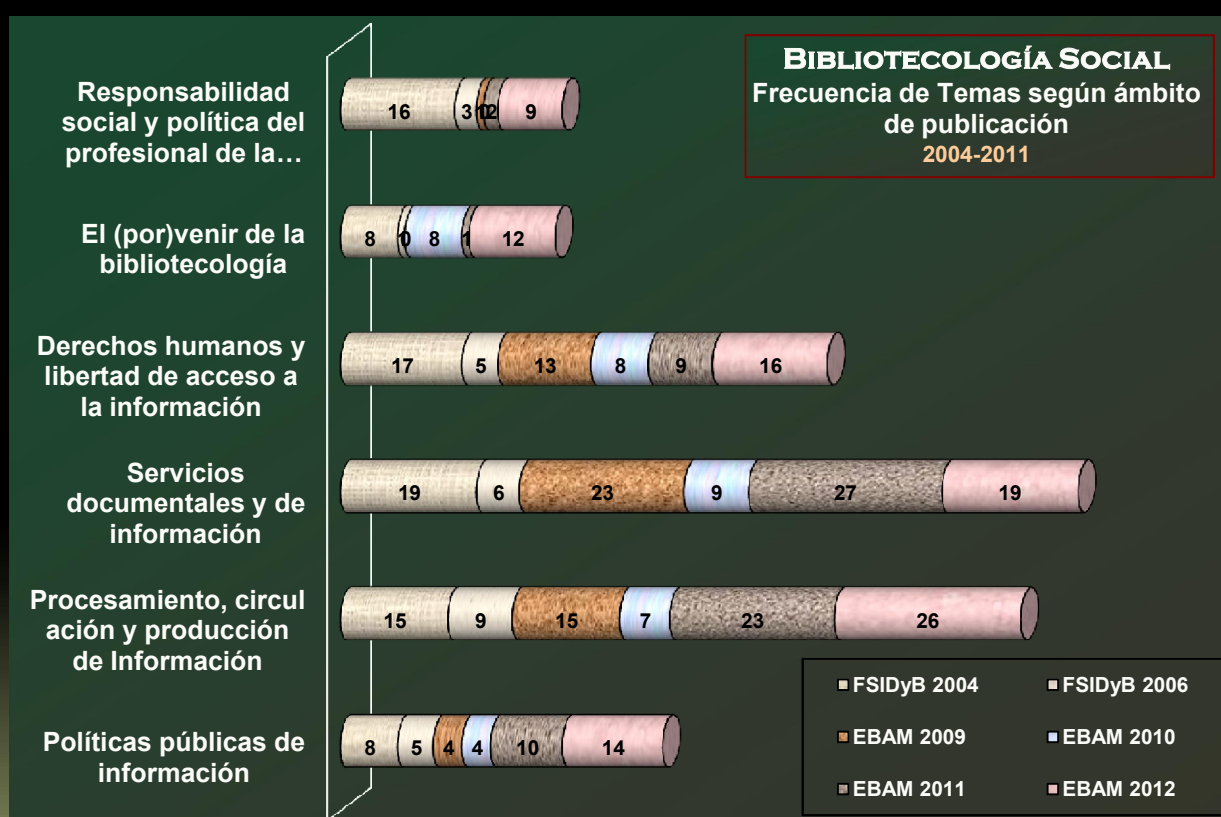 BIBLIOTECOLOGÍA SOCIAL
Frecuencia de Temas según ámbito
de publicación
2004-2011
Responsabilidad
social y política del
profesional de la…
16 3 1 0 2 9
El (por)venir de la
bibliotecología
8 0 8 1 12
Derechos humanos y
libertad de acceso a
la información
17 5 13 8 9 16
Servicios
documentales y de
información
19 6 23 9 27 19
Procesamiento, circul
ación y producción
de Información
15 9 15 7 23 26
Políticas públicas de
información
8 5 4 4 10 14
FSIDyB 2004 FSIDyB 2006
EBAM 2009 EBAM 2010
EBAM 2011 EBAM 2012